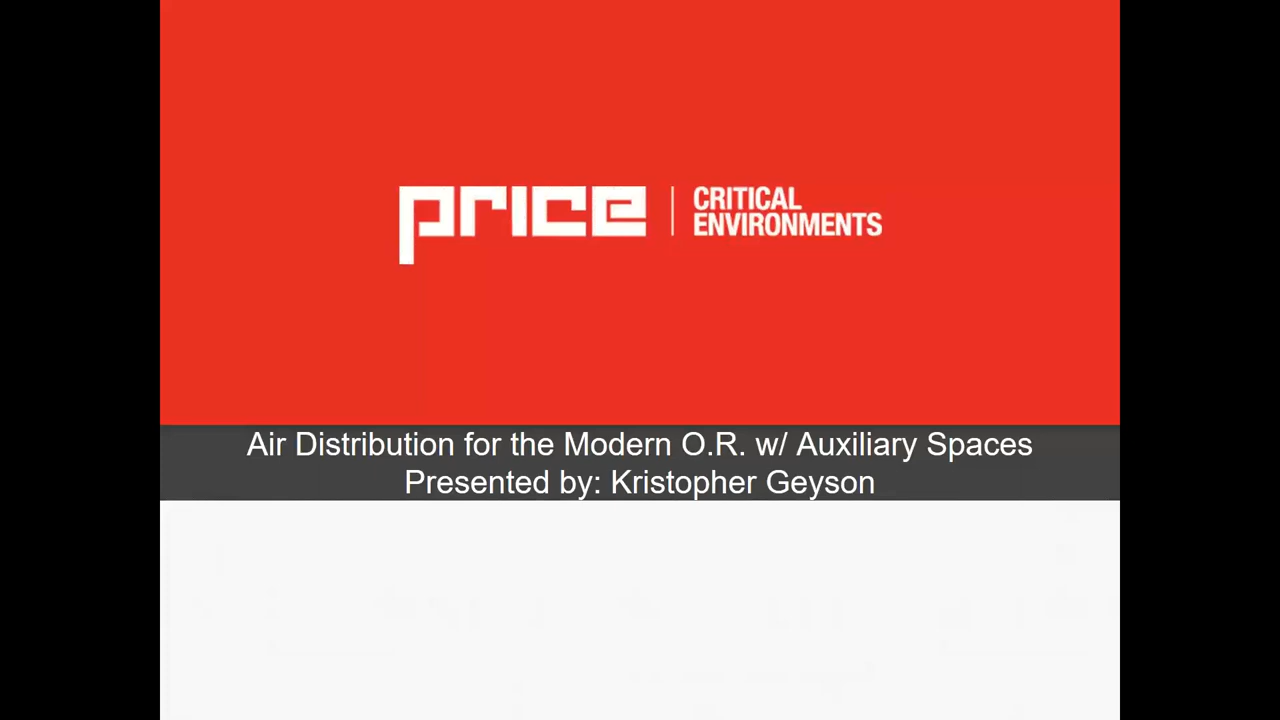 price
CRITICAL
ENVIRONMENTS
Air Distribution for the Modern O.R. w/ Auxiliary Spaces
Presented by: Kristopher Geyson